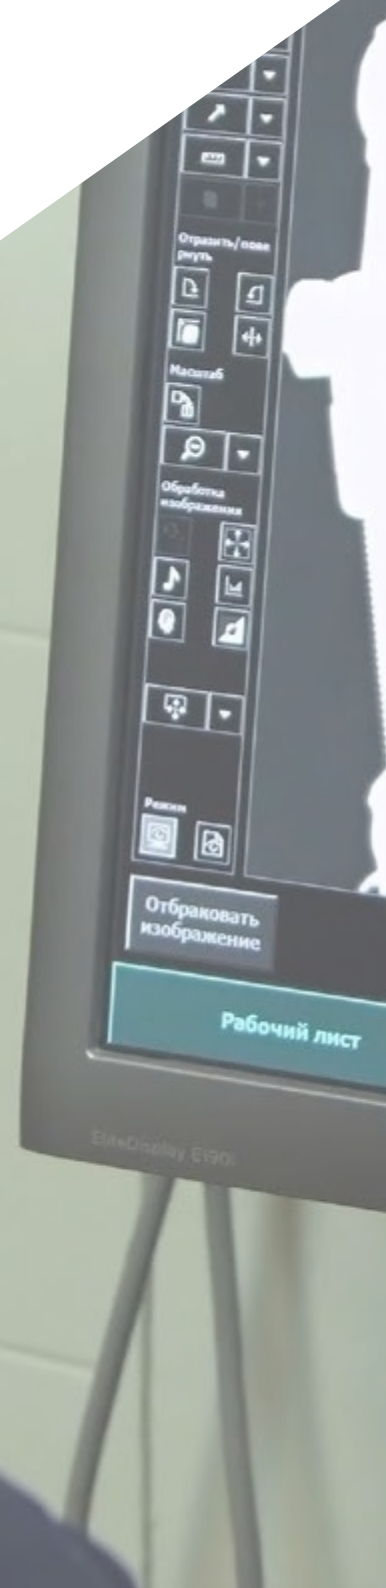 Отразить/пове
рнуть
Масштаб
Обработка
изображения
Режим
Отбраковать
изображение
Рабочий лист